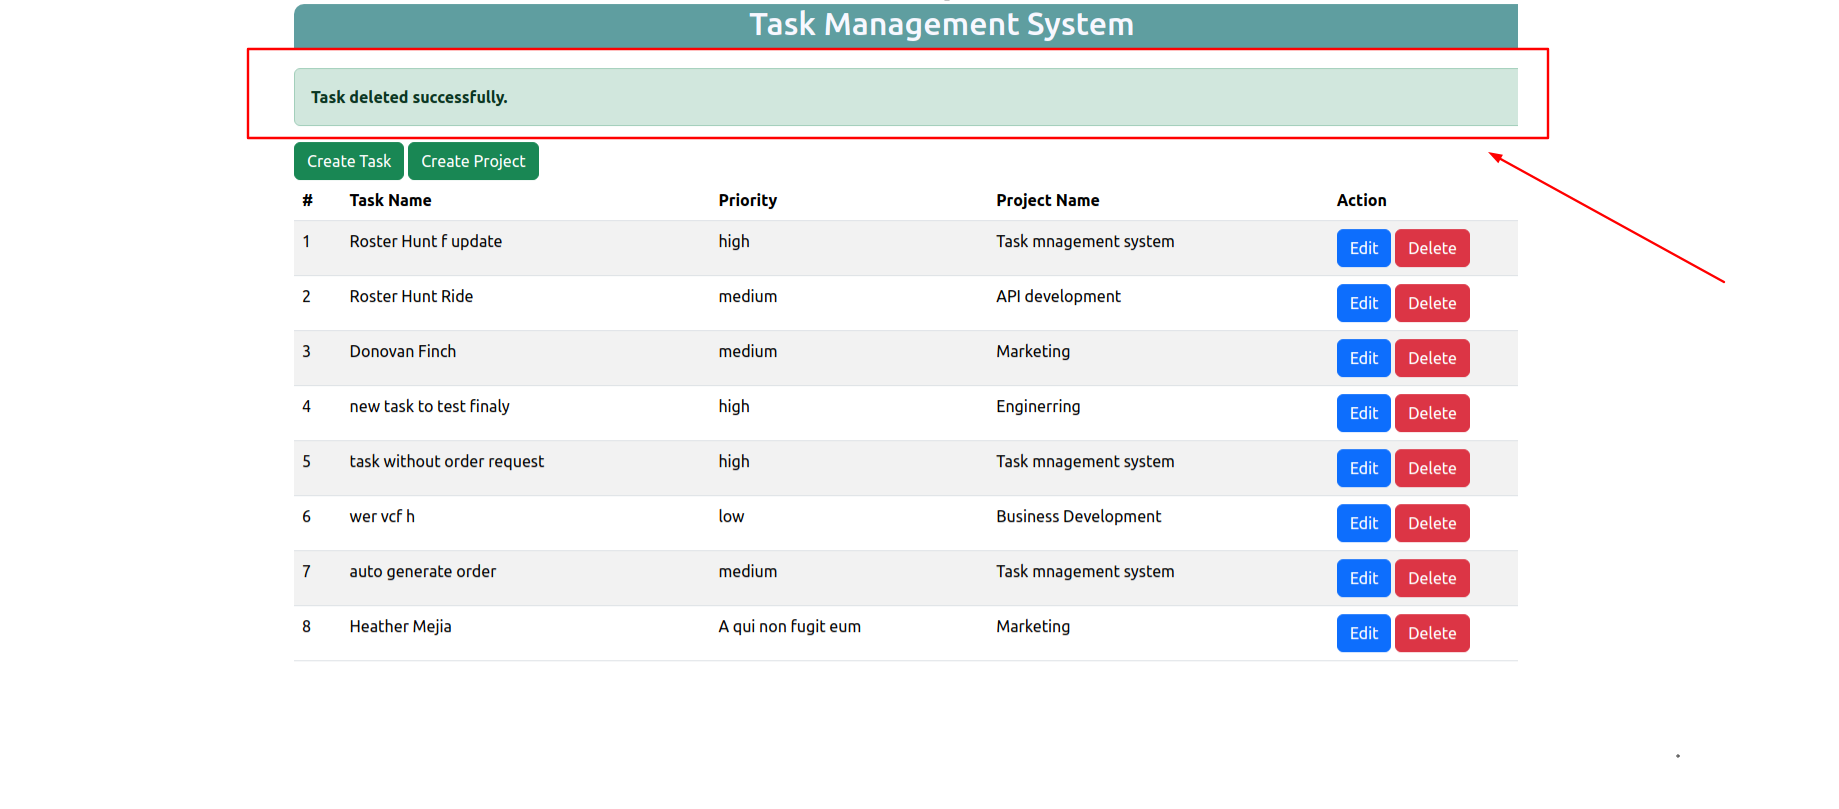 Task Management System
Task deleted successfully.
Create Task Create Project
# Task Name Priority Project Name Action
1 Roster Hunt f update high Task mnagement system Edit Delete
2 Roster Hunt Ride medium API development Edit Delete
3 Donovan Finch medium Marketing Edit Delete
4 new task to test finaly high Enginerring Edit Delete
5 task without order request high Task mnagement system Edit Delete
6 wer vcf h low Business Development Edit Delete
7 auto generate order medium Task mnagement system Edit Delete
8 Heather Mejia A qui non fugit eum Marketing Edit Delete